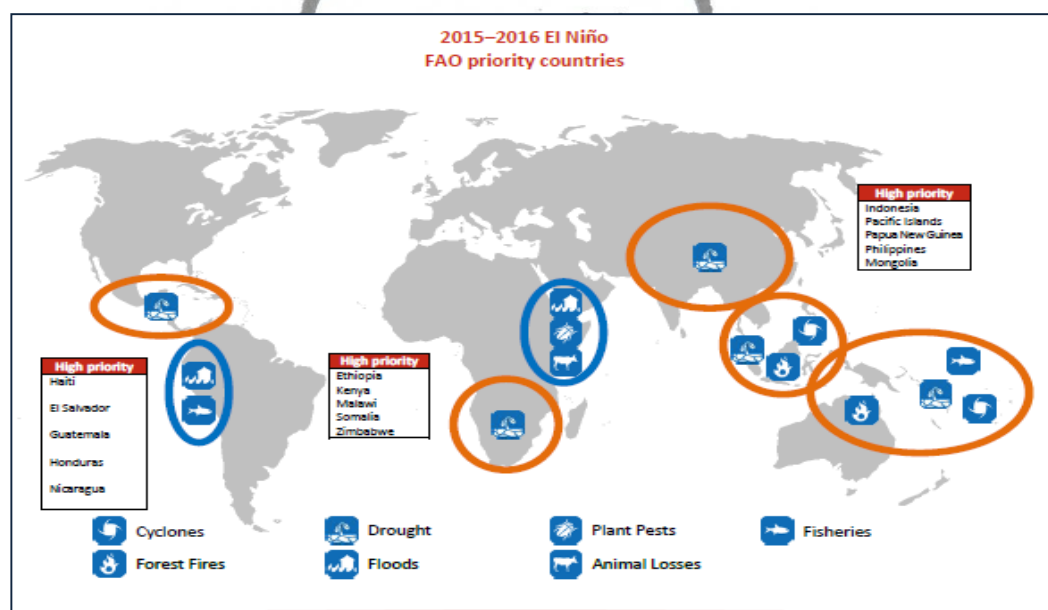 2015–2016 El Niño
FAO priority countries
High priority
Indonesia
Pacific Islands
Papua New Guinea
Philippines
Mongolia
High priority
Haiti
El Salvador
Guatemala
Honduras
Nicaragua
High priority
Ethiopia
Kenya
Malawi
Somalia
Zimbabwe
Cyclones
Drought
Plant Pests
Fisheries
Forest Fires
Floods
Animal Losses